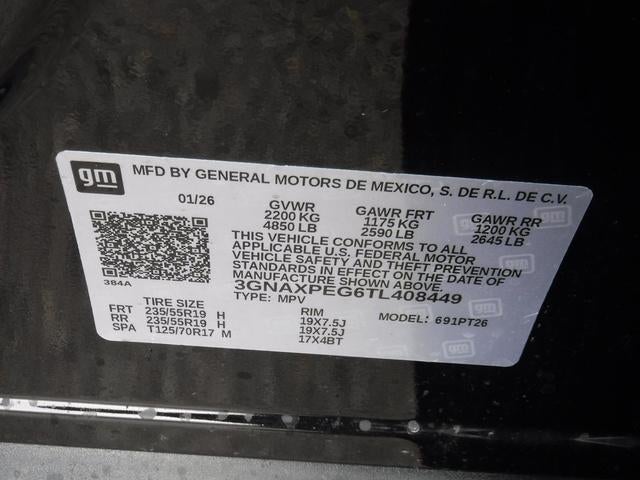 gm MFD BY GENERAL MOTORS DE MEXICO, S. DE R.L. DE C.V.
01/26 GVWR GAWR FRT GAWR RR
2200 KG 1175 KG 1200 KG
4850 LB 2590 LB 2645 LB
THIS VEHICLE CONFORMS TO ALL
APPLICABLE U.S. FEDERAL MOTOR
VEHICLE SAFETY AND THEFT PREVENTION
STANDARDS IN EFFECT ON THE DATE OF
MANUFACTURE SHOWN ABOVE.
384A
3GNAXPEG6TL408449
TYPE: MPV
TIRE SIZE RIM MODEL: 691PT26
FRT 235/55R19 H 19X7.5J
RR 235/55R19 H 19X7.5J
SPA T125/70R17 M 17X4BT